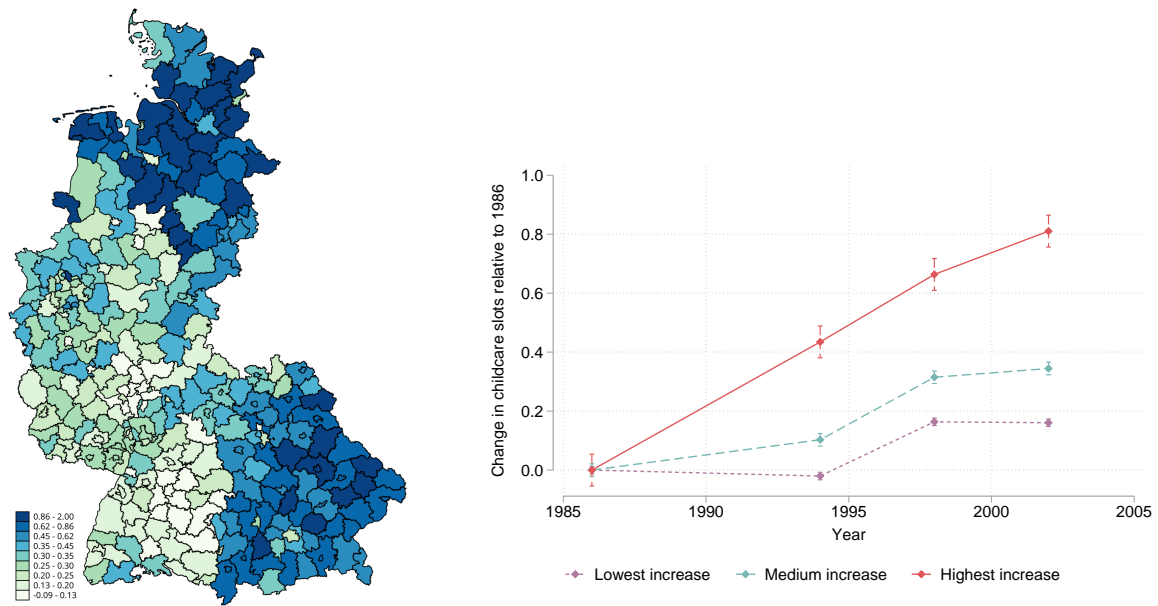 0.86 - 2.00
0.62 - 0.86
0.45 - 0.62
0.35 - 0.45
0.30 - 0.35
0.25 - 0.30
0.20 - 0.25
0.13 - 0.20
-0.09 - 0.13
Change in childcare slots relative to 1986
1.0
0.8
0.6
0.4
0.2
0.0
1985 1990 1995 2000 2005
Year
Lowest increase Medium increase Highest increase